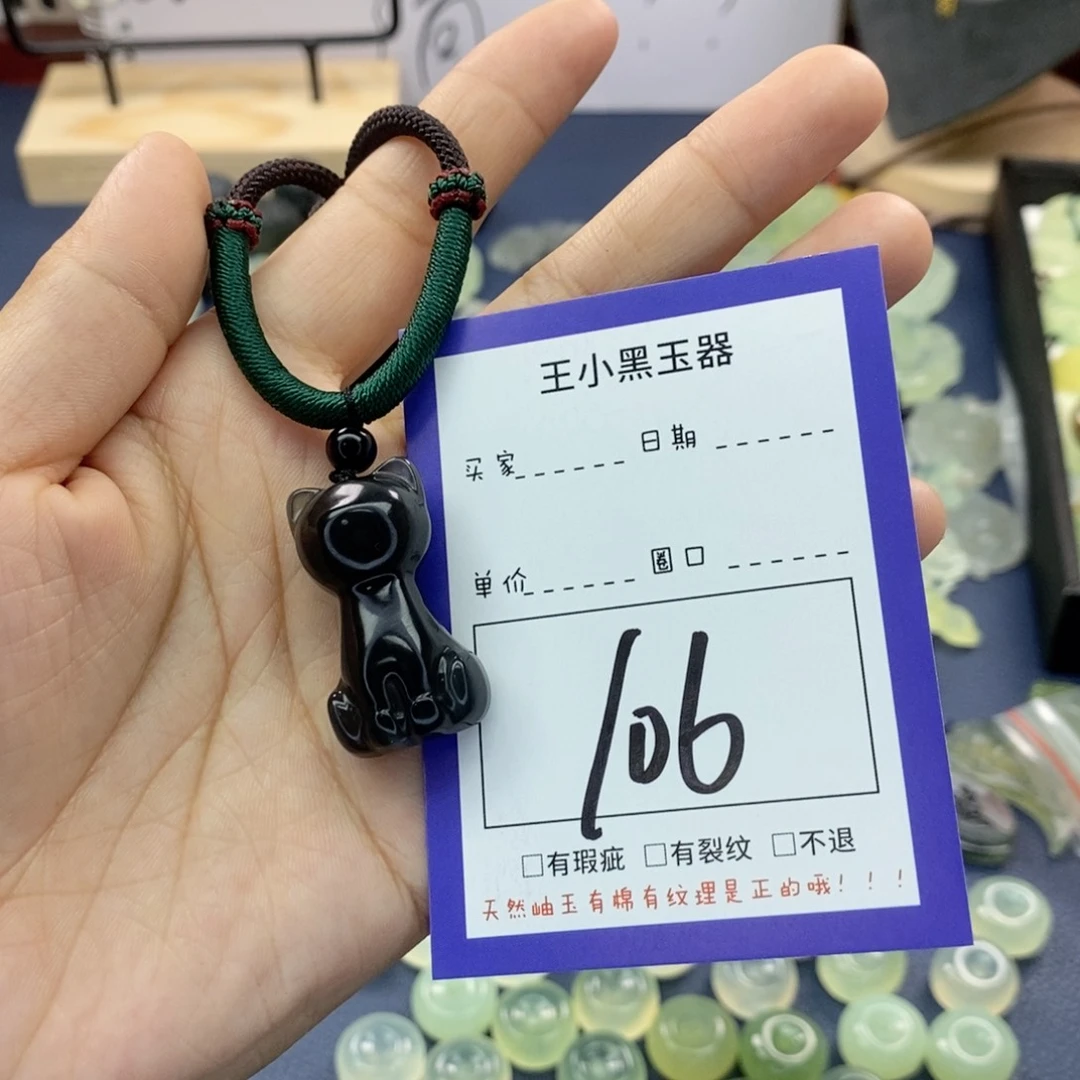 王小黑玉器
买家------ 日期------
单价------ 圈口------
106
□有瑕疵 □有裂纹 □不退
天然岫玉有棉有纹理是正的哦！！！